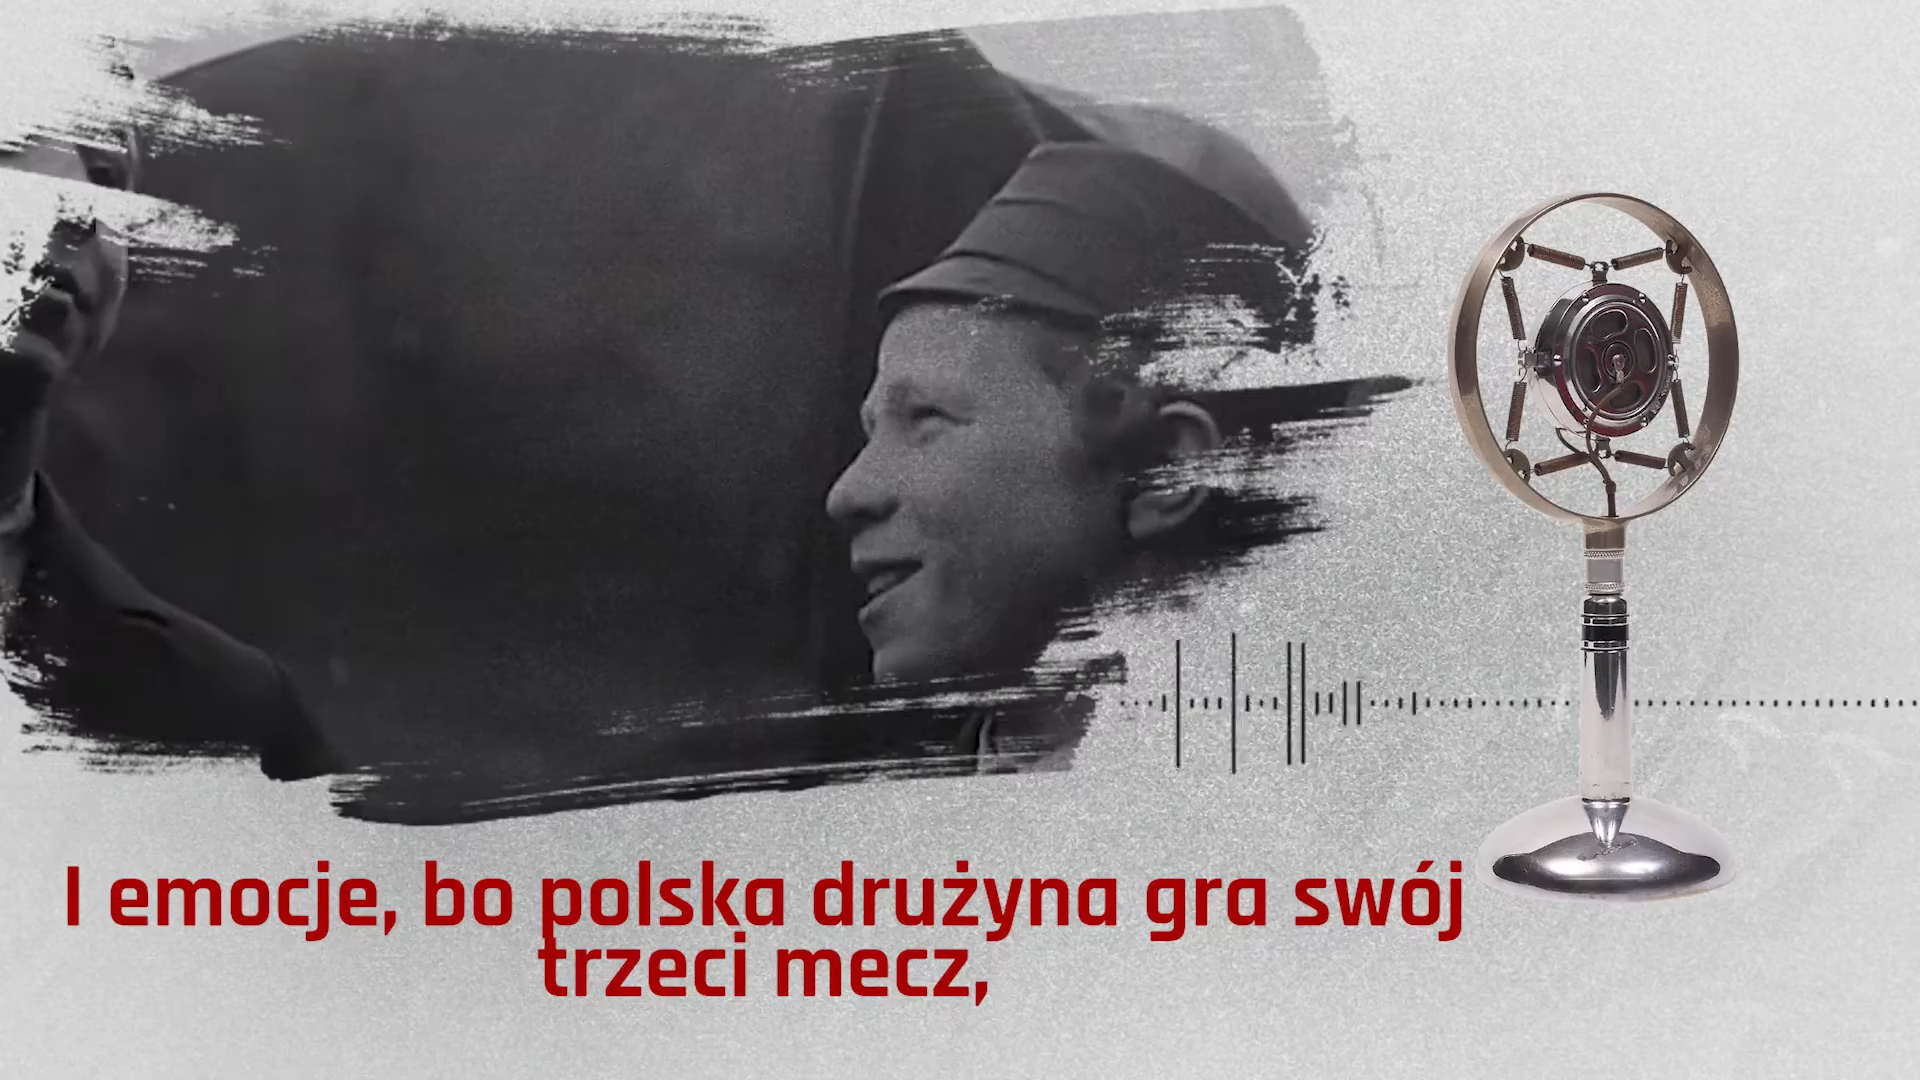 I emocje, bo polska drużyna gra swój
trzeci mecz,